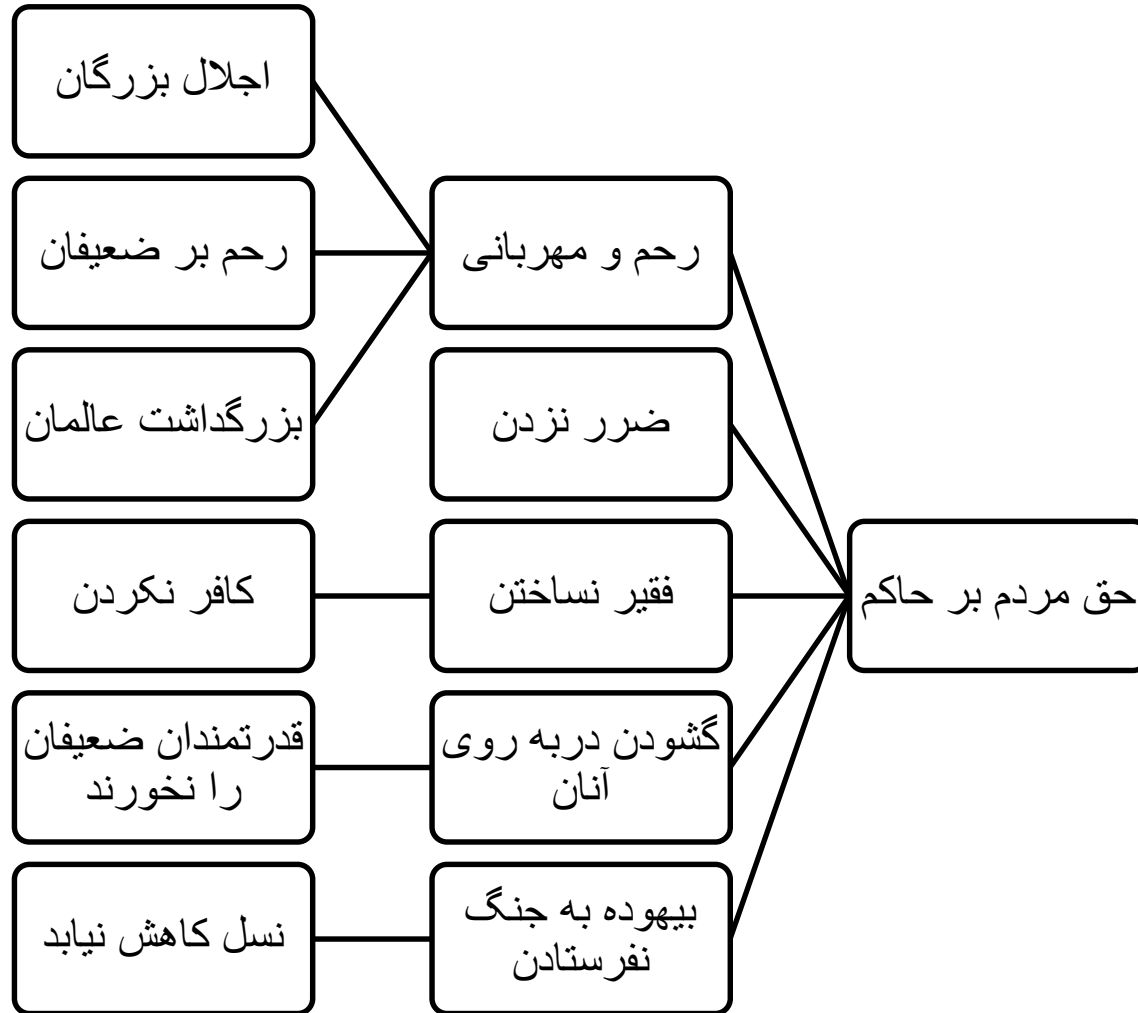 حق مردم بر حاکم
رحم و مهربانی
اجلال بزرگان
رحم بر ضعیفان
بزرگداشت عالمان
ضرر نزدن
فقیر نساختن
کافر نکردن
گشودن دربه روی
آنان
قدرتمندان ضعیفان
را نخورند
بیهوده به جنگ
نفرستادن
نسل کاهش نیابد